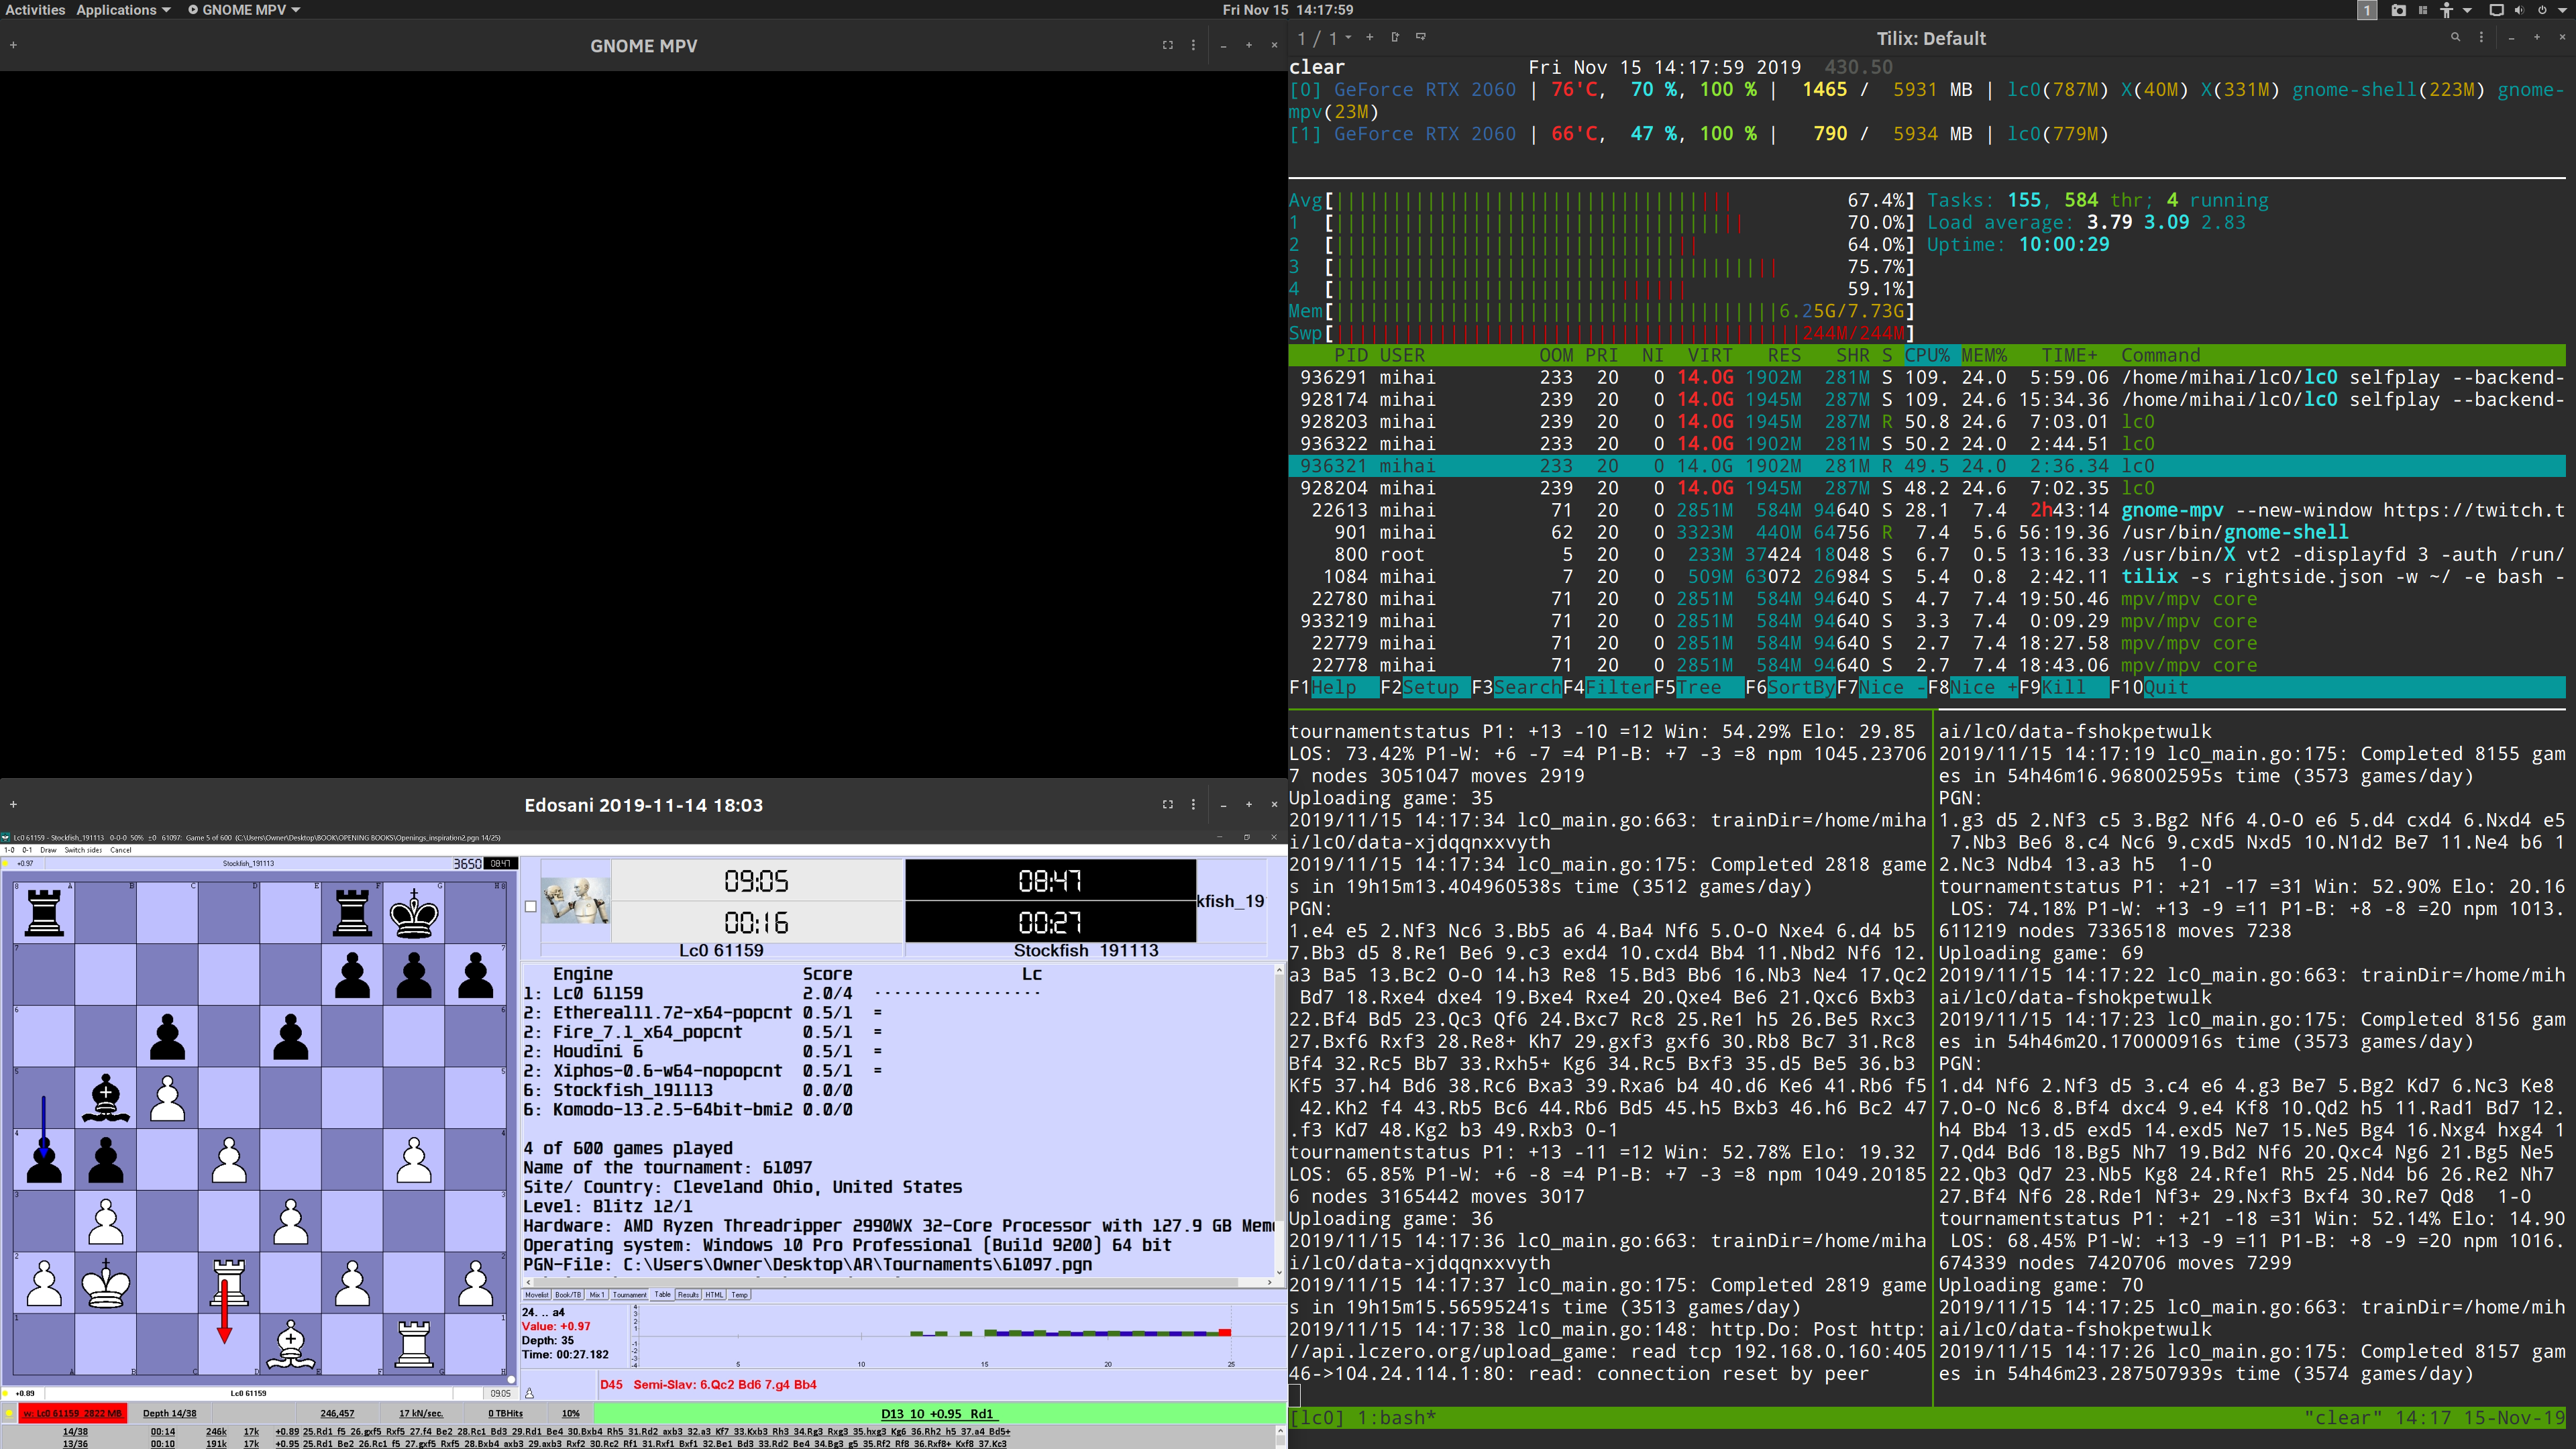 Activities Applications GNOME MPV Fri Nov 15 14:17:59 1
GNOME MPV
1 / 1 Tilix: Default
clear Fri Nov 15 14:17:59 2019 430.50
[0] GeForce RTX 2060 | 76'C, 70 %, 100 % | 1465 / 5931 MB | lc0(787M) X(40M) X(331M) gnome-shell(223M) gnome-
mpv(23M)
[1] GeForce RTX 2060 | 66'C, 47 %, 100 % | 790 / 5934 MB | lc0(779M)
Avg[ 67.4%] Tasks: 155, 584 thr; 4 running
1 [ 70.0%] Load average: 3.79 3.09 2.83
2 [ 64.0%] Uptime: 10:00:29
3 [ 75.7%]
4 [ 59.1%]
Mem[ 6.25G/7.73G]
Swp[ 244M/244M]
PID USER OOM PRI NI VIRT RES SHR S CPU% MEM% TIME+ Command
936291 mihai 233 20 0 14.0G 1902M 281M S 109. 24.0 5:59.06 /home/mihai/lc0/lc0 selfplay --backend-
928174 mihai 239 20 0 14.0G 1945M 287M S 109. 24.6 15:34.36 /home/mihai/lc0/lc0 selfplay --backend-
928203 mihai 239 20 0 14.0G 1945M 287M R 50.8 24.6 7:03.01 lc0
936322 mihai 233 20 0 14.0G 1902M 281M S 50.2 24.0 2:44.51 lc0
936321 mihai 233 20 0 14.0G 1902M 281M R 49.5 24.0 2:36.34 lc0
928204 mihai 239 20 0 14.0G 1945M 287M S 48.2 24.6 7:02.35 lc0
22613 mihai 71 20 0 2851M 584M 94640 S 28.1 7.4 2h43:14 gnome-mpv --new-window https://twitch.t
901 mihai 62 20 0 3323M 440M 64756 R 7.4 5.6 56:19.36 /usr/bin/gnome-shell
800 root 5 20 0 233M 37424 18048 S 6.7 0.5 13:16.33 /usr/bin/X vt2 -displayfd 3 -auth /run/
1084 mihai 7 20 0 509M 63072 26984 S 5.4 0.8 2:42.11 tilix -s rightside.json -w ~/ -e bash -
22780 mihai 71 20 0 2851M 584M 94640 S 4.7 7.4 19:50.46 mpv/mpv core
933219 mihai 71 20 0 2851M 584M 94640 S 3.3 7.4 0:09.29 mpv/mpv core
22779 mihai 71 20 0 2851M 584M 94640 S 2.7 7.4 18:27.58 mpv/mpv core
22778 mihai 71 20 0 2851M 584M 94640 S 2.7 7.4 18:43.06 mpv/mpv core
F1Help F2Setup F3SearchF4FilterF5Tree F6SortByF7Nice -F8Nice +F9Kill F10Quit
tournamentstatus P1: +13 -10 =12 Win: 54.29% Elo: 29.85
LOS: 73.42% P1-W: +6 -7 =4 P1-B: +7 -3 =8 npm 1045.23706
7 nodes 3051047 moves 2919
Uploading game: 35
2019/11/15 14:17:34 lc0_main.go:663: trainDir=/home/miha
i/lc0/data-xjdqqnxxvyth
2019/11/15 14:17:34 lc0_main.go:175: Completed 2818 game
s in 19h15m13.404960538s time (3512 games/day)
PGN:
1.e4 e5 2.Nf3 Nc6 3.Bb5 a6 4.Ba4 Nf6 5.O-O Nxe4 6.d4 b5
7.Bb3 d5 8.Re1 Be6 9.c3 exd4 10.cxd4 Bb4 11.Nbd2 Nf6 12.
a3 Ba5 13.Bc2 O-O 14.h3 Re8 15.Bd3 Bb6 16.Nb3 Ne4 17.Qc2
Bd7 18.Rxe4 dxe4 19.Bxe4 Rxe4 20.Qxe4 Be6 21.Qxc6 Bxb3
22.Bf4 Bd5 23.Qc3 Qf6 24.Bxc7 Rc8 25.Re1 h5 26.Be5 Rxc3
27.Bxf6 Rxf3 28.Re8+ Kh7 29.gxf3 gxf6 30.Rb8 Bc7 31.Rc8
Bf4 32.Rc5 Bb7 33.Rxh5+ Kg6 34.Rc5 Bxf3 35.d5 Be5 36.b3
Kf5 37.h4 Bd6 38.Rc6 Bxa3 39.Rxa6 b4 40.d6 Ke6 41.Rb6 f5
42.Kh2 f4 43.Rb5 Bc6 44.Rb6 Bd5 45.h5 Bxb3 46.h6 Bc2 47
.f3 Kd7 48.Kg2 b3 49.Rxb3 0-1
tournamentstatus P1: +13 -11 =12 Win: 52.78% Elo: 19.32
LOS: 65.85% P1-W: +6 -8 =4 P1-B: +7 -3 =8 npm 1049.20185
6 nodes 3165442 moves 3017
Uploading game: 36
2019/11/15 14:17:36 lc0_main.go:663: trainDir=/home/miha
i/lc0/data-xjdqqnxxvyth
2019/11/15 14:17:37 lc0_main.go:175: Completed 2819 game
s in 19h15m15.56595241s time (3513 games/day)
2019/11/15 14:17:38 lc0_main.go:148: http.Do: Post http:
//api.lczero.org/upload_game: read tcp 192.168.0.160:405
46->104.24.114.1:80: read: connection reset by peer
ai/lc0/data-fshokpetwulk
2019/11/15 14:17:19 lc0_main.go:175: Completed 8155 gam
es in 54h46m16.968002595s time (3573 games/day)
PGN:
1.g3 d5 2.Nf3 c5 3.Bg2 Nf6 4.O-O e6 5.d4 cxd4 6.Nxd4 e5
7.Nb3 Be6 8.c4 Nc6 9.cxd5 Nxd5 10.N1d2 Be7 11.Ne4 b6 1
2.Nc3 Ndb4 13.a3 h5 1-0
tournamentstatus P1: +21 -17 =31 Win: 52.90% Elo: 20.16
LOS: 74.18% P1-W: +13 -9 =11 P1-B: +8 -8 =20 npm 1013.
611219 nodes 7336518 moves 7238
Uploading game: 69
2019/11/15 14:17:22 lc0_main.go:663: trainDir=/home/mih
ai/lc0/data-fshokpetwulk
2019/11/15 14:17:23 lc0_main.go:175: Completed 8156 gam
es in 54h46m20.170000916s time (3573 games/day)
PGN:
1.d4 Nf6 2.Nf3 d5 3.c4 e6 4.g3 Be7 5.Bg2 Kd7 6.Nc3 Ke8
7.O-O Nc6 8.Bf4 dxc4 9.e4 Kf8 10.Qd2 h5 11.Rad1 Bd7 12.
h4 Bb4 13.d5 exd5 14.exd5 Ne7 15.Ne5 Bg4 16.Nxg4 hxg4 1
7.Qd4 Bd6 18.Bg5 Nh7 19.Bd2 Nf6 20.Qxc4 Ng6 21.Bg5 Ne5
22.Qb3 Qd7 23.Nb5 Kg8 24.Rfe1 Rh5 25.Nd4 b6 26.Re2 Nh7
27.Bf4 Nf6 28.Rde1 Nf3+ 29.Nxf3 Bxf4 30.Re7 Qd8 1-0
tournamentstatus P1: +21 -18 =31 Win: 52.14% Elo: 14.90
LOS: 68.45% P1-W: +13 -9 =11 P1-B: +8 -9 =20 npm 1016.
674339 nodes 7420706 moves 7299
Uploading game: 70
2019/11/15 14:17:25 lc0_main.go:663: trainDir=/home/mih
ai/lc0/data-fshokpetwulk
2019/11/15 14:17:26 lc0_main.go:175: Completed 8157 gam
es in 54h46m23.287507939s time (3574 games/day)
[lc0] 1:bash* "clear" 14:17 15-Nov-19
Edosani 2019-11-14 18:03
Lc0 61159 - Stockfish_191113 0-0-0 50% ±0 61097: Game 5 of 600 (C:\Users\Owner\Desktop\BOOK\OPENING BOOKS\Openings_inspiration2.pgn 14/25)
1-0 0-1 Draw Switch sides Cancel
+0.97 Stockfish_191113 3650 08:47
09:05 08:47 kfish_19
00:16 00:27
Lc0 61159 Stockfish 191113
Engine Score Lc
1: Lc0 61159 2.0/4 ··················
2: Ethereal11.72-x64-popcnt 0.5/1 =
2: Fire_7.1_x64_popcnt 0.5/1 =
2: Houdini 6 0.5/1 =
2: Xiphos-0.6-w64-nopopcnt 0.5/1 =
6: Stockfish_191113 0.0/0
6: Komodo-13.2.5-64bit-bmi2 0.0/0
4 of 600 games played
Name of the tournament: 61097
Site/ Country: Cleveland Ohio, United States
Level: Blitz 12/1
Hardware: AMD Ryzen Threadripper 2990WX 32-Core Processor with 127.9 GB Mem
Operating system: Windows 10 Pro Professional (Build 9200) 64 bit
PGN-File: C:\Users\Owner\Desktop\AR\Tournaments\61097.pgn
Movelist Book/TB Mix 1 Tournament Table Results HTML Temp
24. .. a4
Value: +0.97
Depth: 35
Time: 00:27.182
5 10 15 20 25
D45 Semi-Slav: 6.Qc2 Bd6 7.g4 Bb4
+0.89 Lc0 61159 09:05
w: Lc0 61159 2822 MB Depth 14/38 246,457 17 kN/sec. 0 TBHits 10% D13 10 +0.95 Rd1
14/38 00:14 246k 17k +0.89 25.Rd1 f5 26.gxf5 Rxf5 27.f4 Be2 28.Rc1 Bd3 29.Rd1 Be4 30.Bxb4 Rh5 31.Rd2 axb3 32.a3 Kf7 33.Kxb3 Rh3 34.Rg3 Rxg3 35.hxg3 Kg6 36.Rh2 h5 37.a4 Bd5+
13/36 00:10 191k 17k +0.95 25.Rd1 Be2 26.Rc1 f5 27.gxf5 Rxf5 28.Bxb4 axb3 29.axb3 Rxf2 30.Rc2 Rf1 31.Rxf1 Bxf1 32.Be1 Bd3 33.Rd2 Be4 34.Bg3 g5 35.Rf2 Rf8 36.Rxf8+ Kxf8 37.Kc3